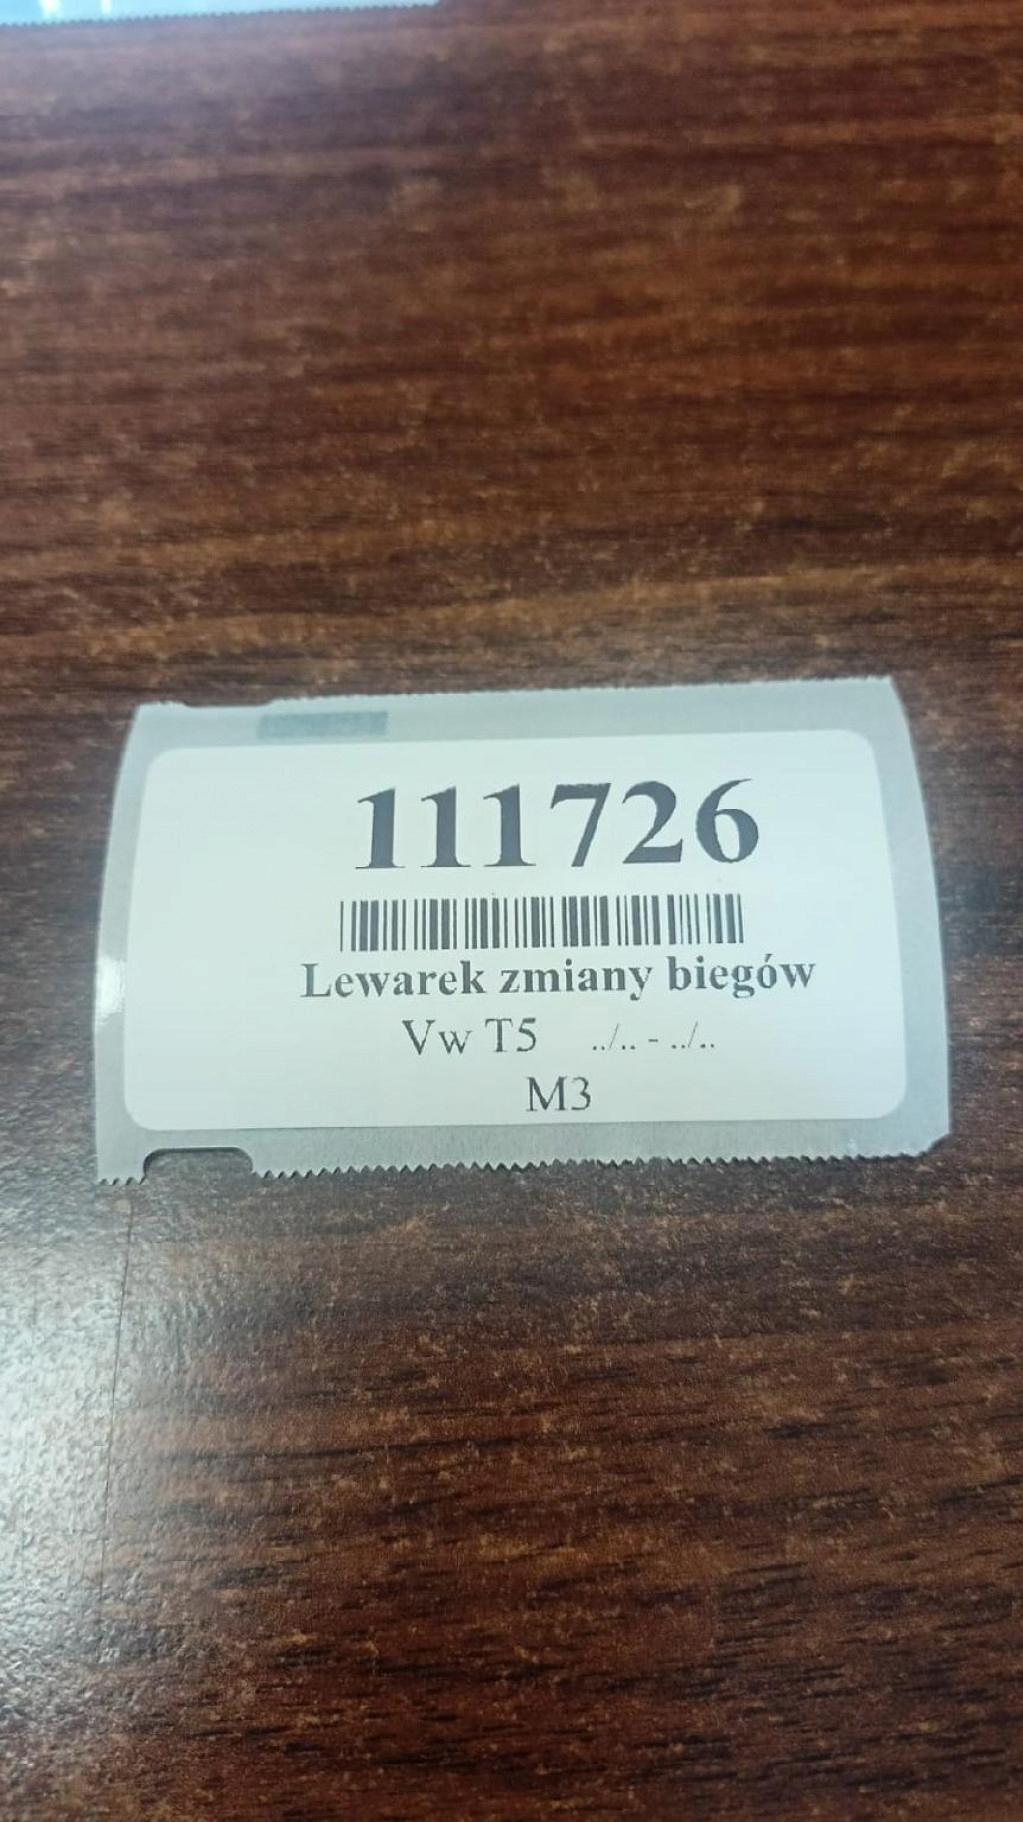 111726
Lewarek zmiany biegów
Vw T5 ../.. - ../..
M3